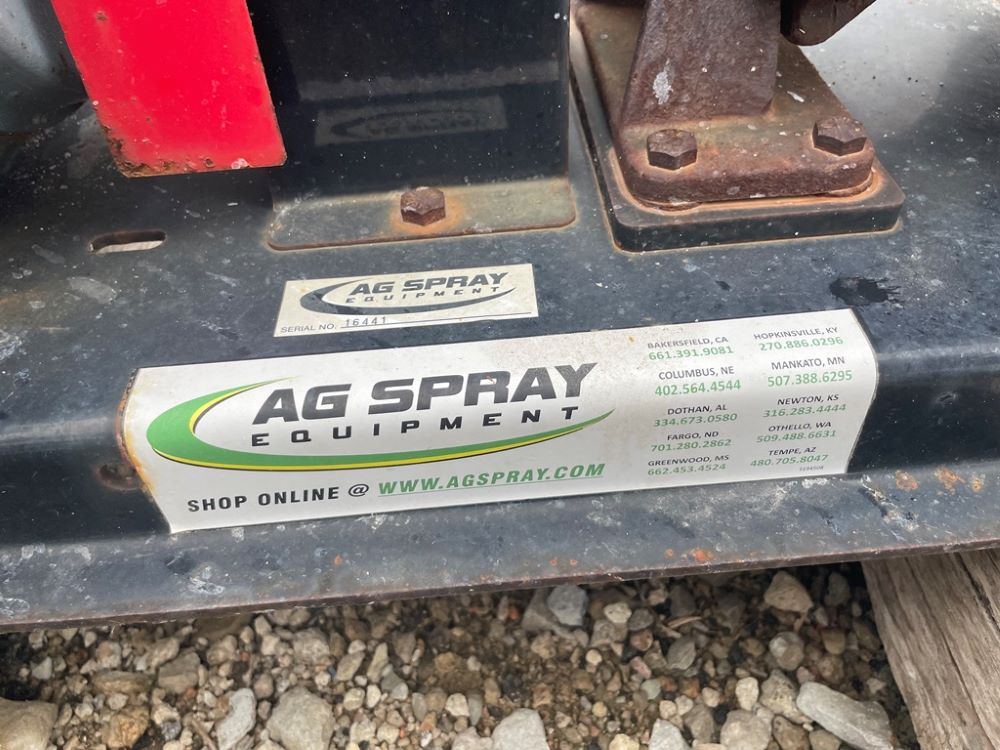 AG SPRAY
EQUIPMENT
SERIAL NO. 16441
AG SPRAY
EQUIPMENT
SHOP ONLINE @ WWW.AGSPRAY.COM
BAKERSFIELD, CA
661.391.9081
COLUMBUS, NE
402.564.4544
DOTHAN, AL
334.673.0580
FARGO, ND
701.280.2862
GREENWOOD, MS
662.453.4524
HOPKINSVILLE, KY
270.886.0296
MANKATO, MN
507.388.6295
NEWTON, KS
316.283.4444
OTHELLO, WA
509.488.6631
TEMPE, AZ
480.705.8047